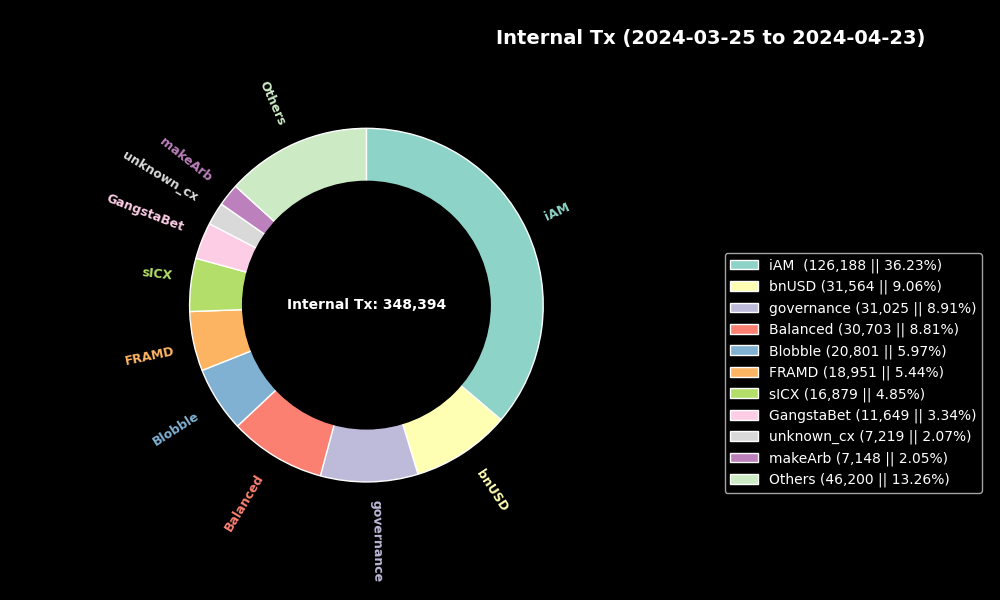 Internal Tx (2024-03-25 to 2024-04-23)
Others
makeArb
unknown_cx
GangstaBet
iAM
sICX
Internal Tx: 348,394
FRAMD
Blobble
bnUSD
Balanced
governance
iAM  (126,188 || 36.23%)
bnUSD (31,564 || 9.06%)
governance (31,025 || 8.91%)
Balanced (30,703 || 8.81%)
Blobble (20,801 || 5.97%)
FRAMD (18,951 || 5.44%)
sICX (16,879 || 4.85%)
GangstaBet (11,649 || 3.34%)
unknown_cx (7,219 || 2.07%)
makeArb (7,148 || 2.05%)
Others (46,200 || 13.26%)